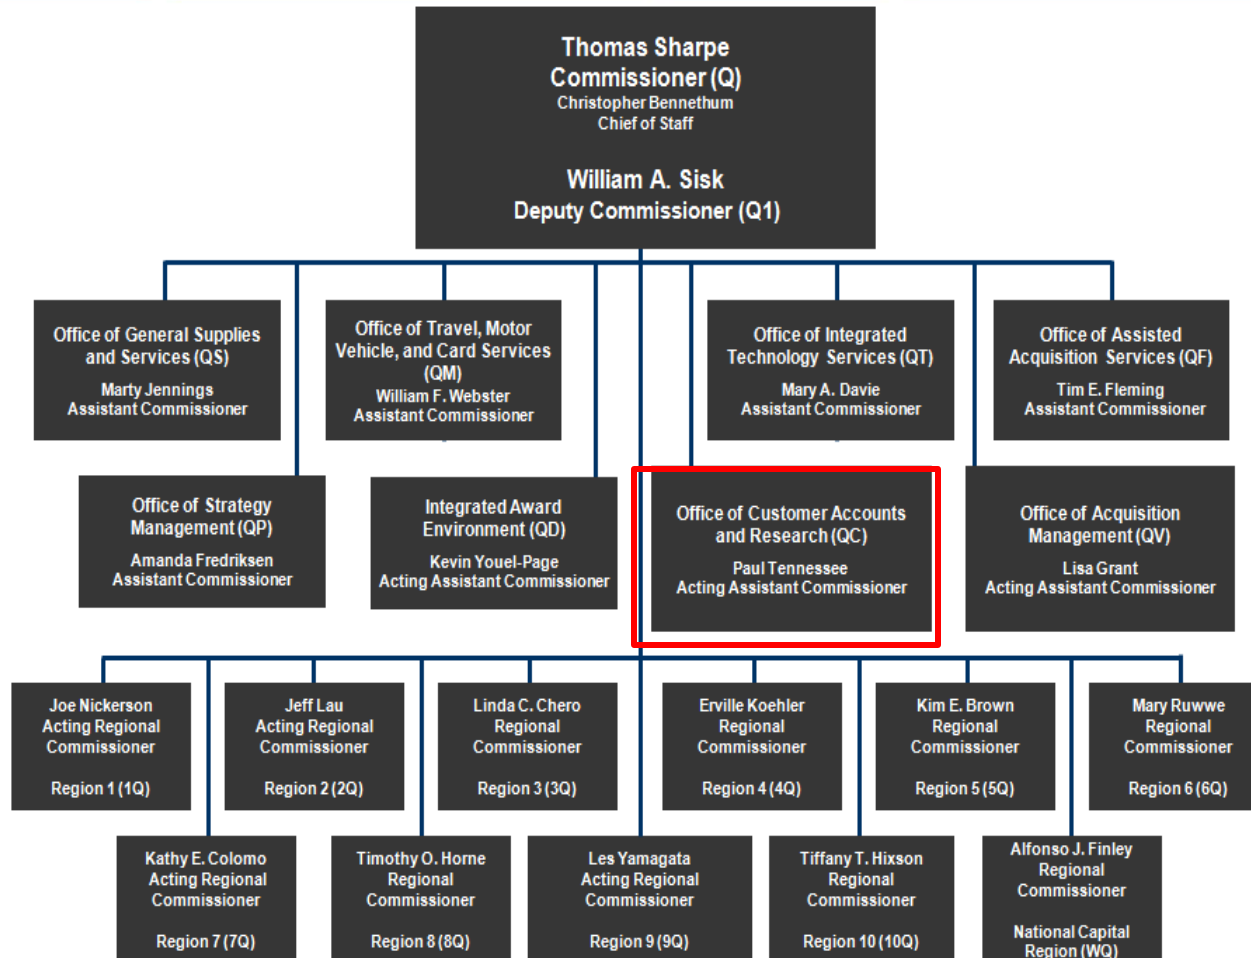 Thomas Sharpe
Commissioner (Q)
Christopher Bennethum
Chief of Staff
William A. Sisk
Deputy Commissioner (Q1)
Office of General Supplies
and Services (QS)
Marty Jennings
Assistant Commissioner
Office of Travel, Motor
Vehicle, and Card Services
(QM)
William F. Webster
Assistant Commissioner
Office of Integrated
Technology Services (QT)
Mary A. Davie
Assistant Commissioner
Office of Assisted
Acquisition Services (QF)
Tim E. Fleming
Assistant Commissioner
Office of Strategy
Management (QP)
Amanda Fredriksen
Assistant Commissioner
Integrated Award
Environment (QD)
Kevin Youel-Page
Acting Assistant Commissioner
Office of Customer Accounts
and Research (QC)
Paul Tennessee
Acting Assistant Commissioner
Office of Acquisition
Management (QV)
Lisa Grant
Acting Assistant Commissioner
Joe Nickerson
Acting Regional
Commissioner
Region 1 (1Q)
Jeff Lau
Acting Regional
Commissioner
Region 2 (2Q)
Linda C. Chero
Regional
Commissioner
Region 3 (3Q)
Erville Koehler
Regional
Commissioner
Region 4 (4Q)
Kim E. Brown
Regional
Commissioner
Region 5 (5Q)
Mary Ruwwe
Regional
Commissioner
Region 6 (6Q)
Kathy E. Colomo
Acting Regional
Commissioner
Region 7 (7Q)
Timothy O. Horne
Regional
Commissioner
Region 8 (8Q)
Les Yamagata
Acting Regional
Commissioner
Region 9 (9Q)
Tiffany T. Hixson
Regional
Commissioner
Region 10 (10Q)
Alfonso J. Finley
Regional
Commissioner
National Capital
Region (WQ)